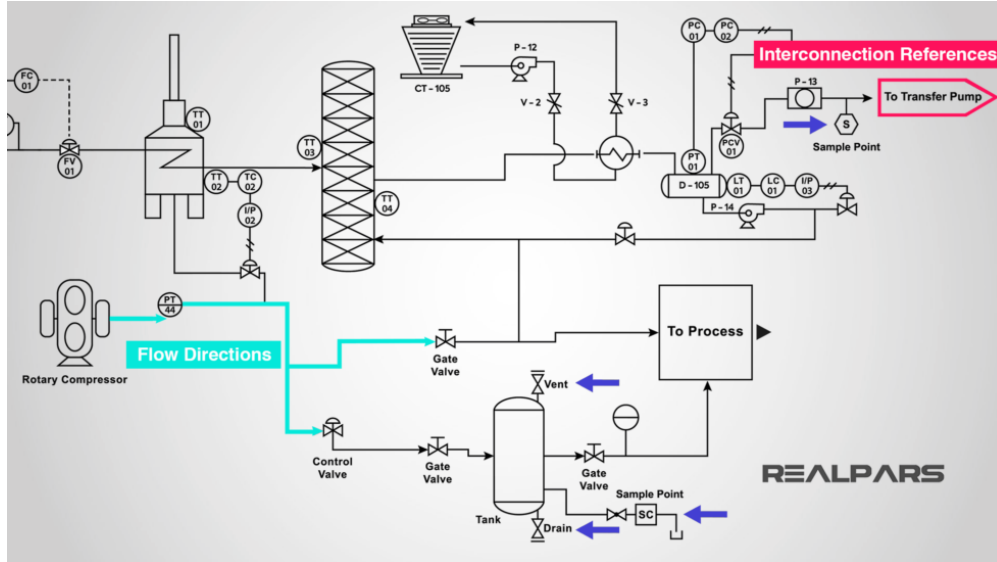 FC
01
FV
01
TT
01
TT
02
TC
02
I/P
02
TT
03
TT
04
CT-105
P-12
V-2
V-3
PC
01
PC
02
Interconnection References
P-13
To Transfer Pump
S
Sample Point
PCV
01
PT
01
D-105
LT
01
LC
01
I/P
03
P-14
PT
44
Rotary Compressor
Flow Directions
Gate
Valve
To Process
Control
Valve
Gate
Valve
Vent
Tank
Drain
Gate
Valve
Sample Point
SC
REALPARS